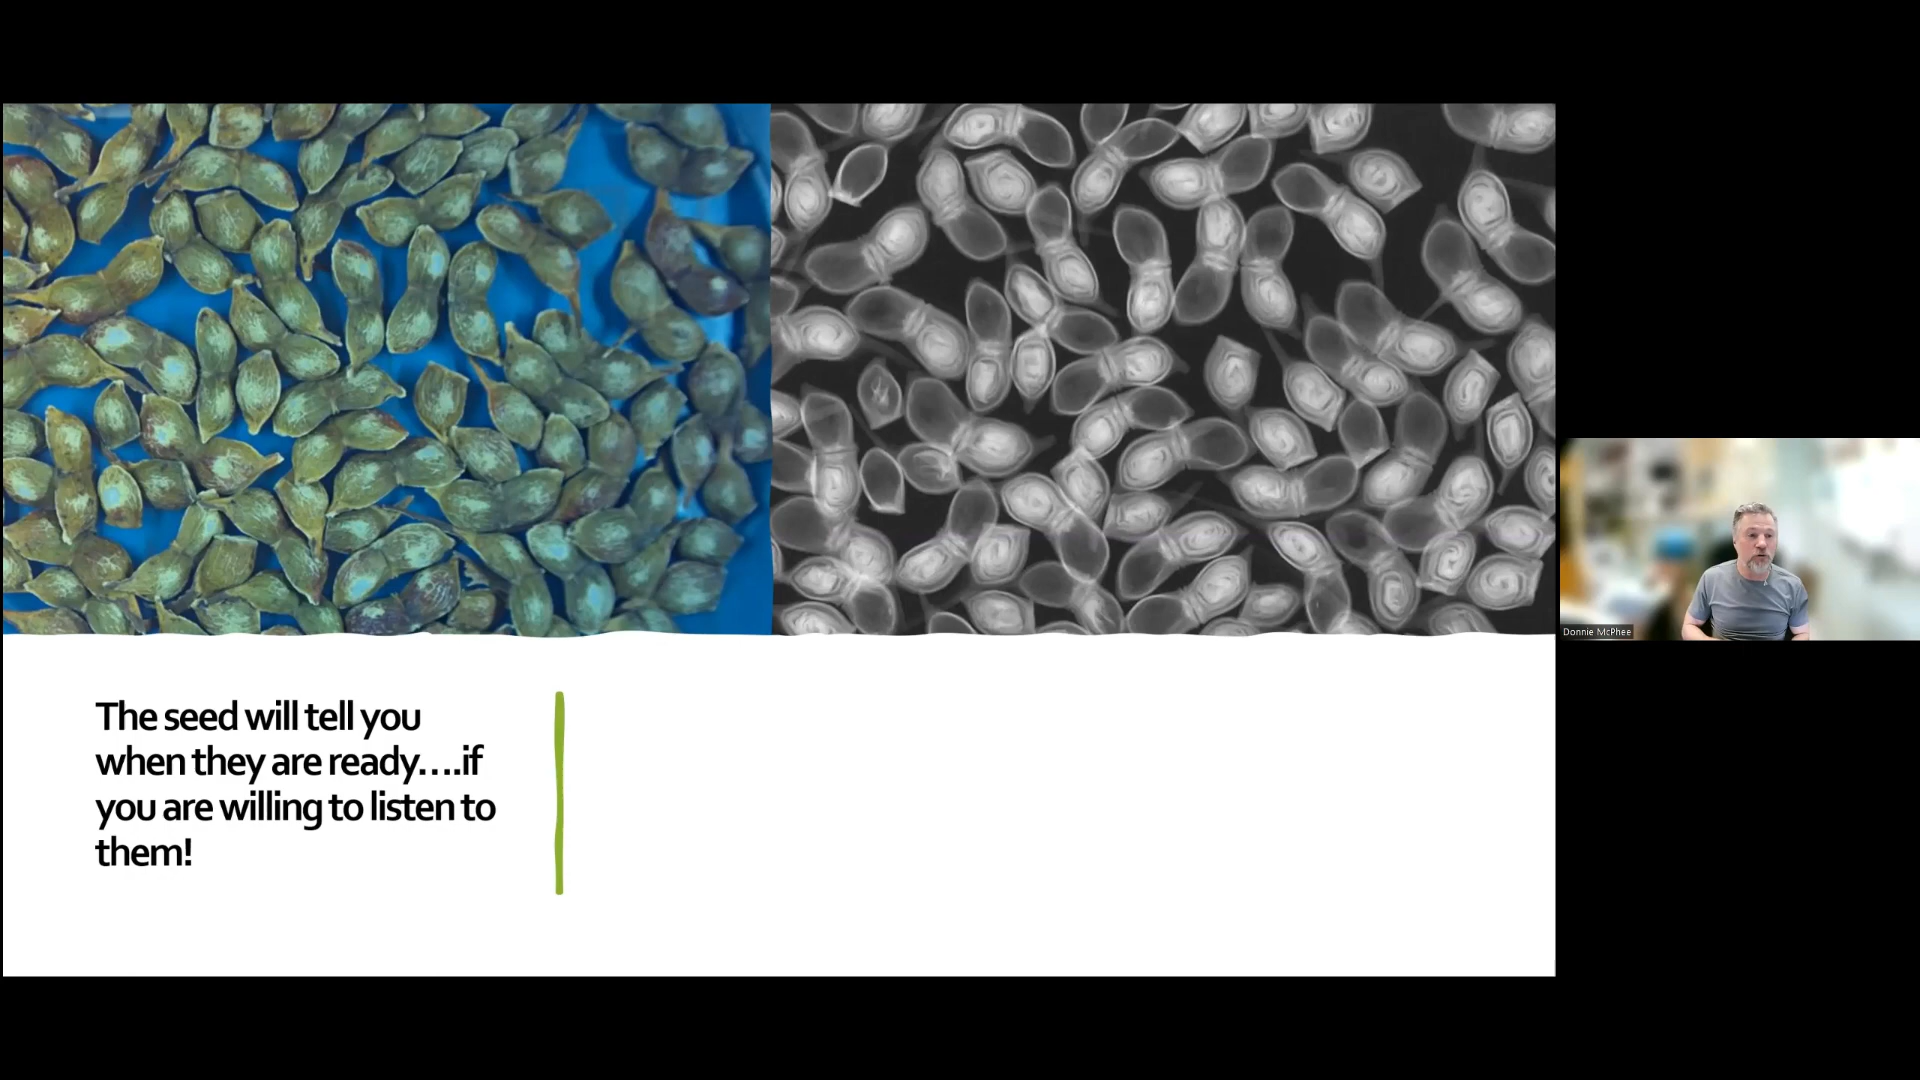 The seed will tell you
when they are ready….if
you are willing to listen to
them!
Donnie McPhee